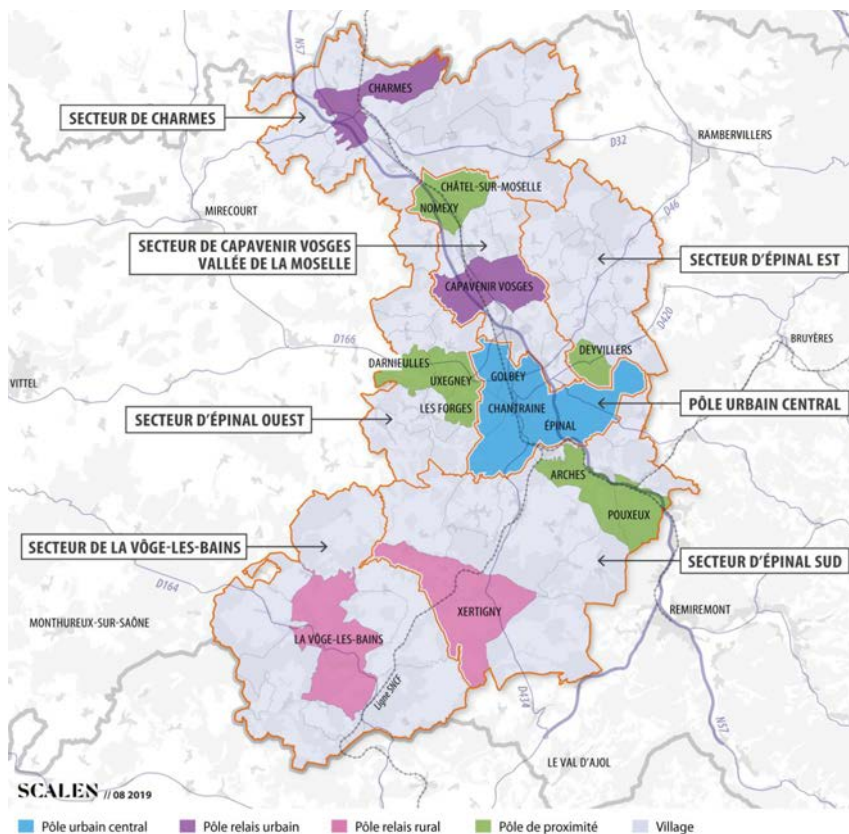 N57
CHARMES
SECTEUR DE CHARMES
D32
RAMBERVILLERS
CHÂTEL-SUR-MOSELLE
NOMEXY
MIRECOURT
D46
SECTEUR DE CAPAVENIR VOSGES
VALLÉE DE LA MOSELLE
SECTEUR D'ÉPINAL EST
CAPAVENIR VOSGES
D420
BRUYÈRES
D166
DARNIEULLES
DEYVILLERS
GOLBEY
UXEGNEY
VITTEL
LES FORGES
CHANTRAINE
PÔLE URBAIN CENTRAL
SECTEUR D'ÉPINAL OUEST
ÉPINAL
ARCHES
POUXEUX
SECTEUR DE LA VÔGE-LES-BAINS
SECTEUR D'ÉPINAL SUD
D164
XERTIGNY
REMIREMONT
MONTHUREUX-SUR-SAÔNE
LA VÔGE-LES-BAINS
Ligne SNCF
D434
N57
LE VAL D'AJOL
SCALEN // 08 2019
Pôle urbain central
Pôle relais urbain
Pôle relais rural
Pôle de proximité
Village